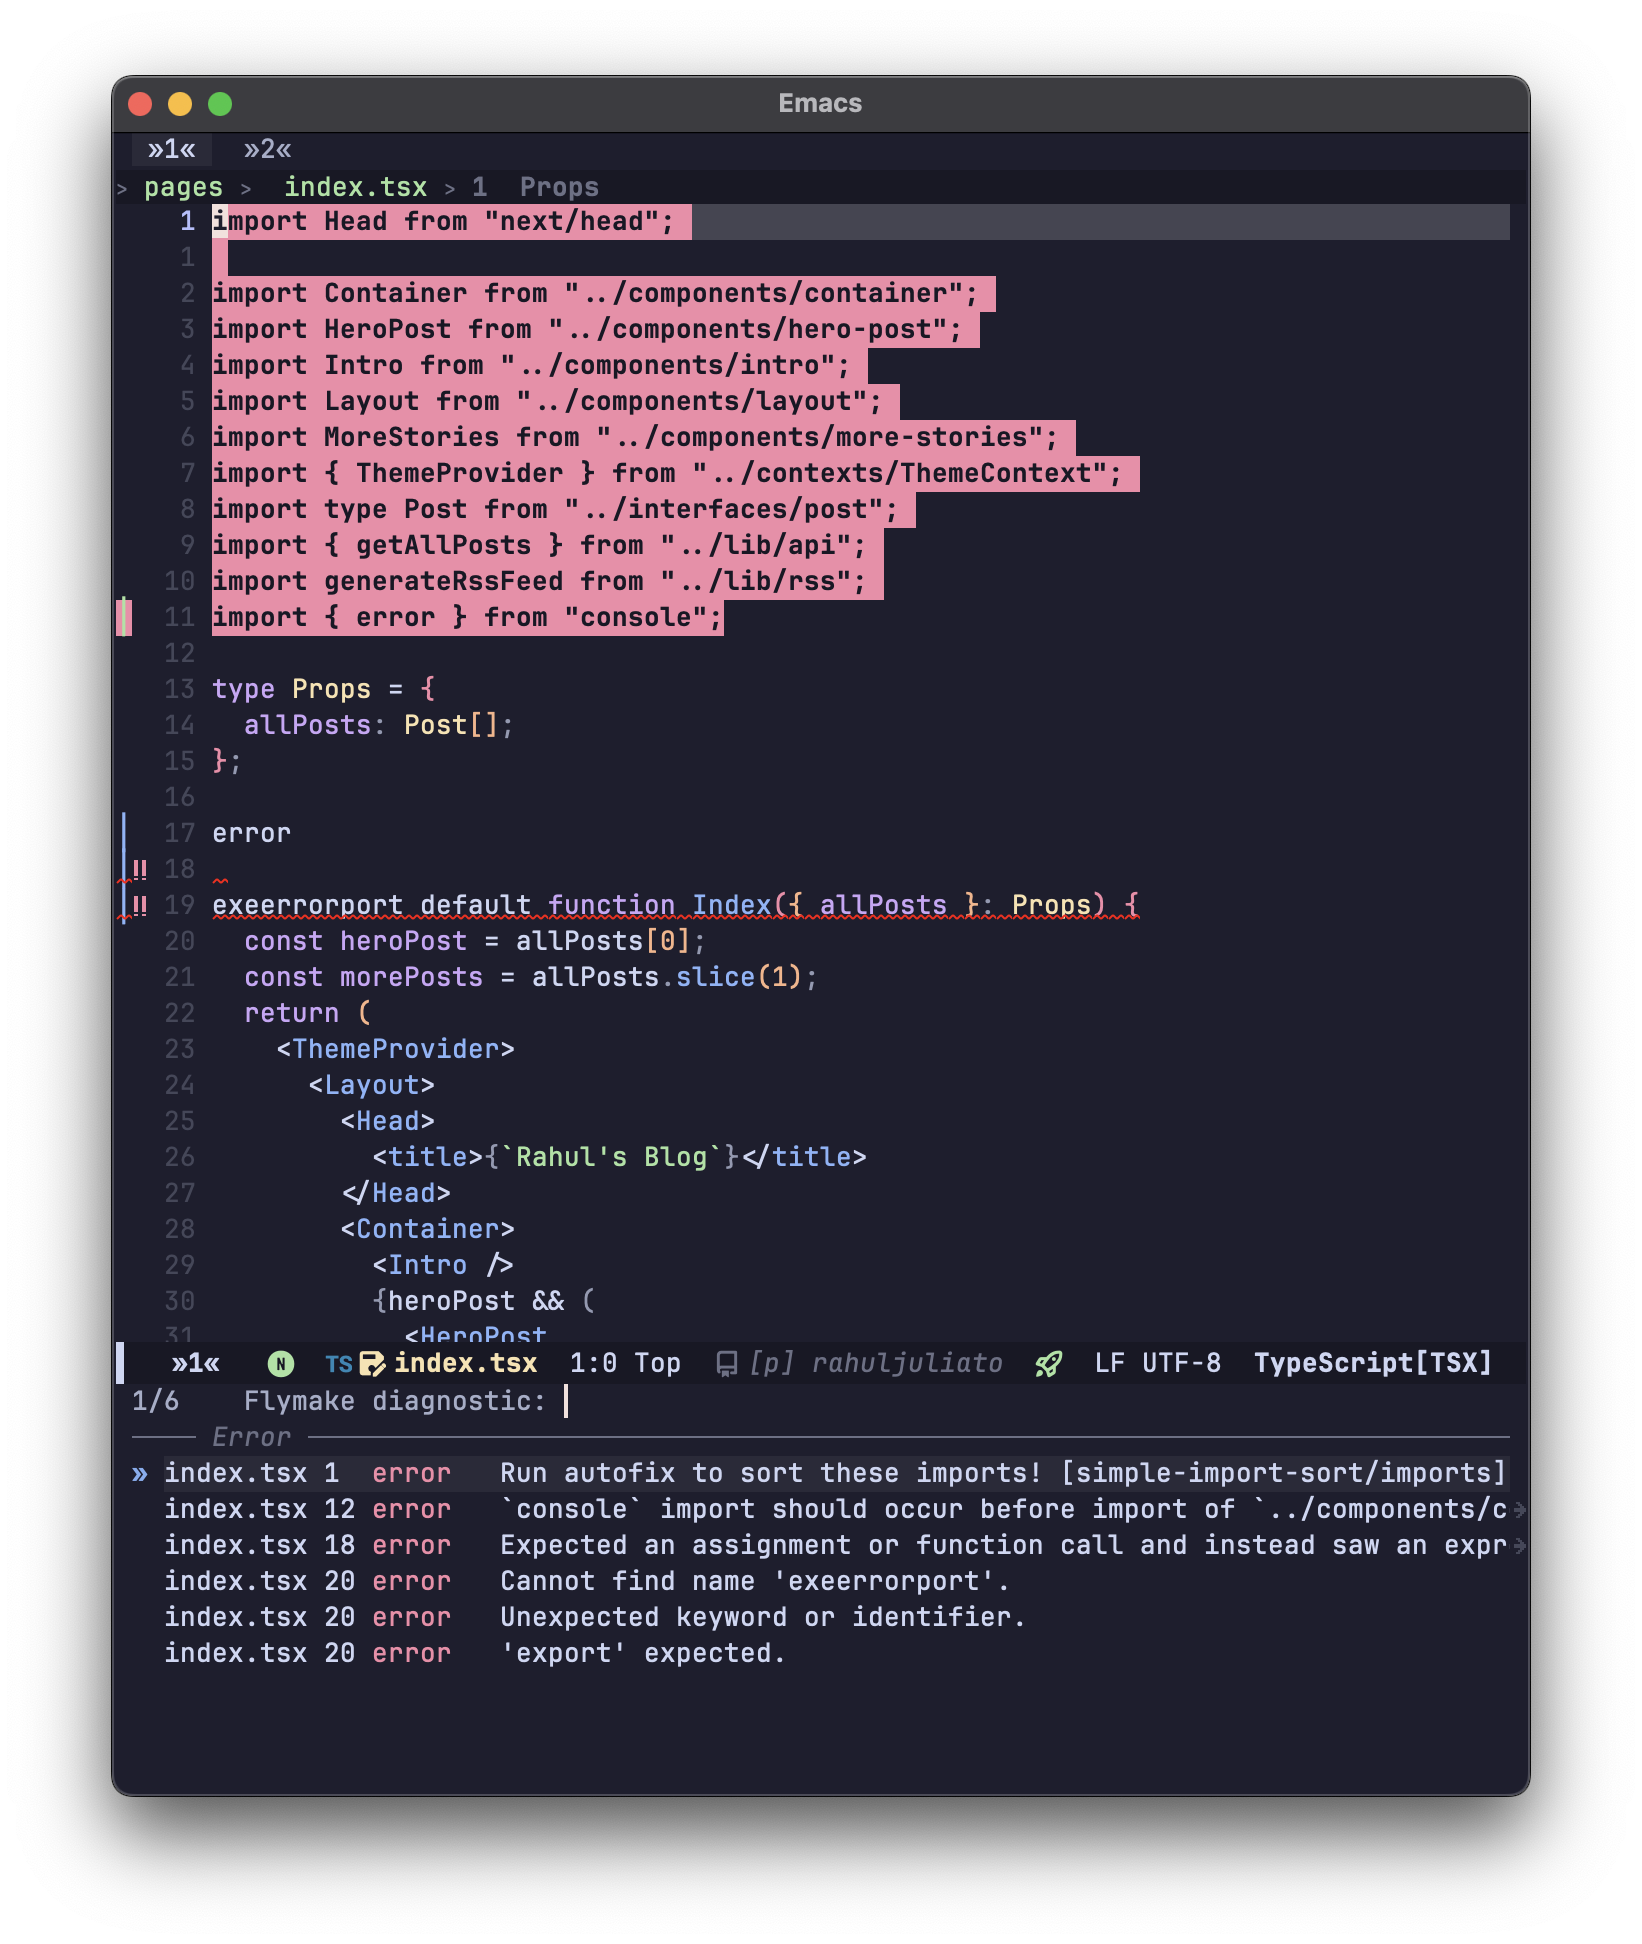 Emacs
»1« »2«
> pages > index.tsx > 1 Props
1 import Head from "next/head";
1
2 import Container from "../components/container";
3 import HeroPost from "../components/hero-post";
4 import Intro from "../components/intro";
5 import Layout from "../components/layout";
6 import MoreStories from "../components/more-stories";
7 import { ThemeProvider } from "../contexts/ThemeContext";
8 import type Post from "../interfaces/post";
9 import { getAllPosts } from "../lib/api";
10 import generateRssFeed from "../lib/rss";
11 import { error } from "console";
12
13 type Props = {
14   allPosts: Post[];
15 };
16
17 error
!! 18
!! 19 exeerrorport default function Index({ allPosts }: Props) {
20   const heroPost = allPosts[0];
21   const morePosts = allPosts.slice(1);
22   return (
23     <ThemeProvider>
24       <Layout>
25         <Head>
26           <title>{`Rahul's Blog`}</title>
27         </Head>
28         <Container>
29           <Intro />
30           {heroPost && (
31             <HeroPost
»1« N TS index.tsx 1:0 Top [p] rahuljuliato LF UTF-8 TypeScript[TSX]
1/6 Flymake diagnostic:
Error
» index.tsx 1 error Run autofix to sort these imports! [simple-import-sort/imports]
index.tsx 12 error `console` import should occur before import of `../components/c
index.tsx 18 error Expected an assignment or function call and instead saw an expr
index.tsx 20 error Cannot find name 'exeerrorport'.
index.tsx 20 error Unexpected keyword or identifier.
index.tsx 20 error 'export' expected.